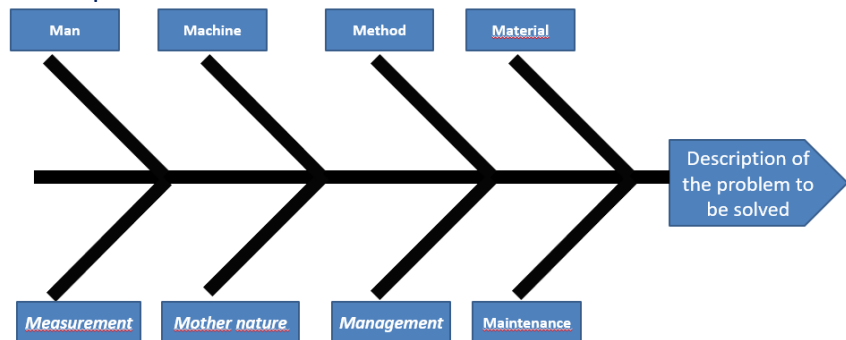 Man
Machine
Method
Material
Description of
the problem to
be solved
Measurement
Mother nature
Management
Maintenance